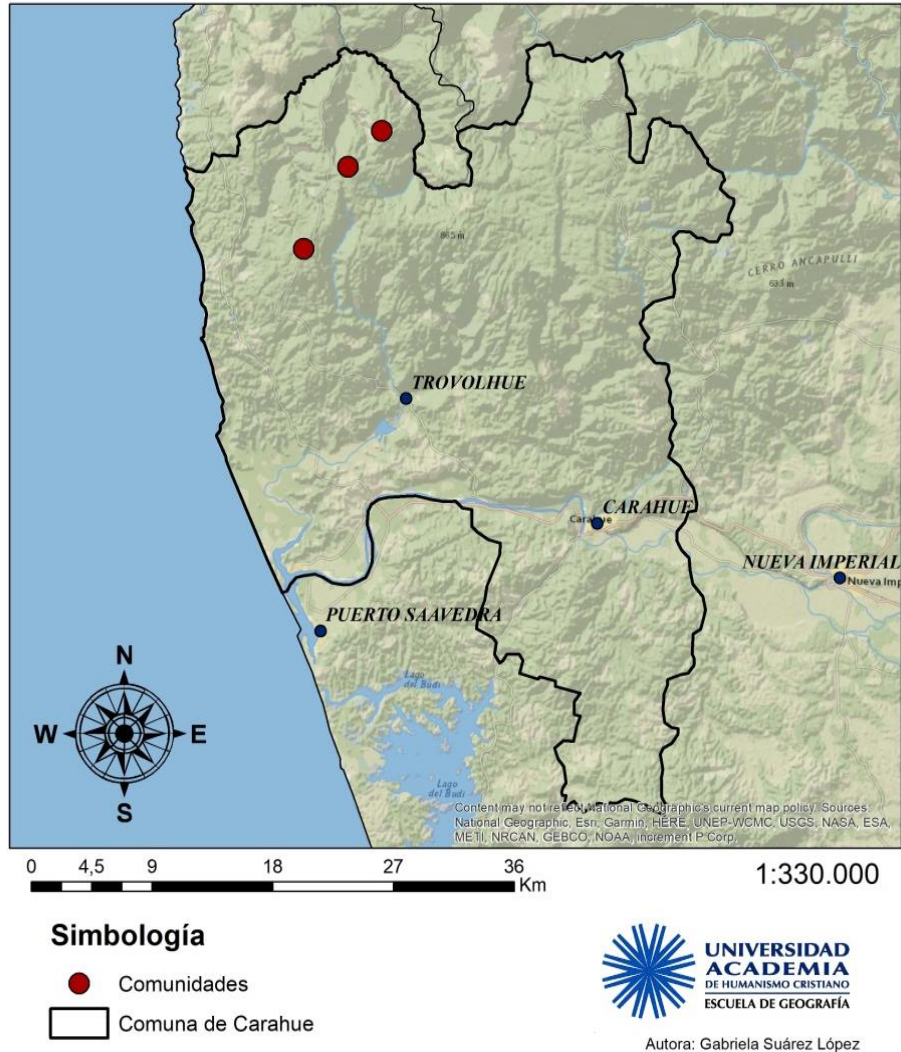 865 m
CERRO ANCAPULLI
633 m
TROVOLHUE
CARAHUE
Carahue
NUEVA IMPERIAL
Nueva Imp
PUERTO SAAVEDRA
Lago
del Budi
Lago
del Budi
N
W E
S
Content may not reflect National Geographic's current map policy. Sources:
National Geographic, Esri, Garmin, HERE, UNEP-WCMC, USGS, NASA, ESA,
METI, NRCAN, GEBCO, NOAA, increment P Corp.
0 4,5 9 18 27 36
Km
1:330.000
Simbología
Comunidades
Comuna de Carahue
UNIVERSIDAD
ACADEMIA
DE HUMANISMO CRISTIANO
ESCUELA DE GEOGRAFÍA
Autora: Gabriela Suárez López